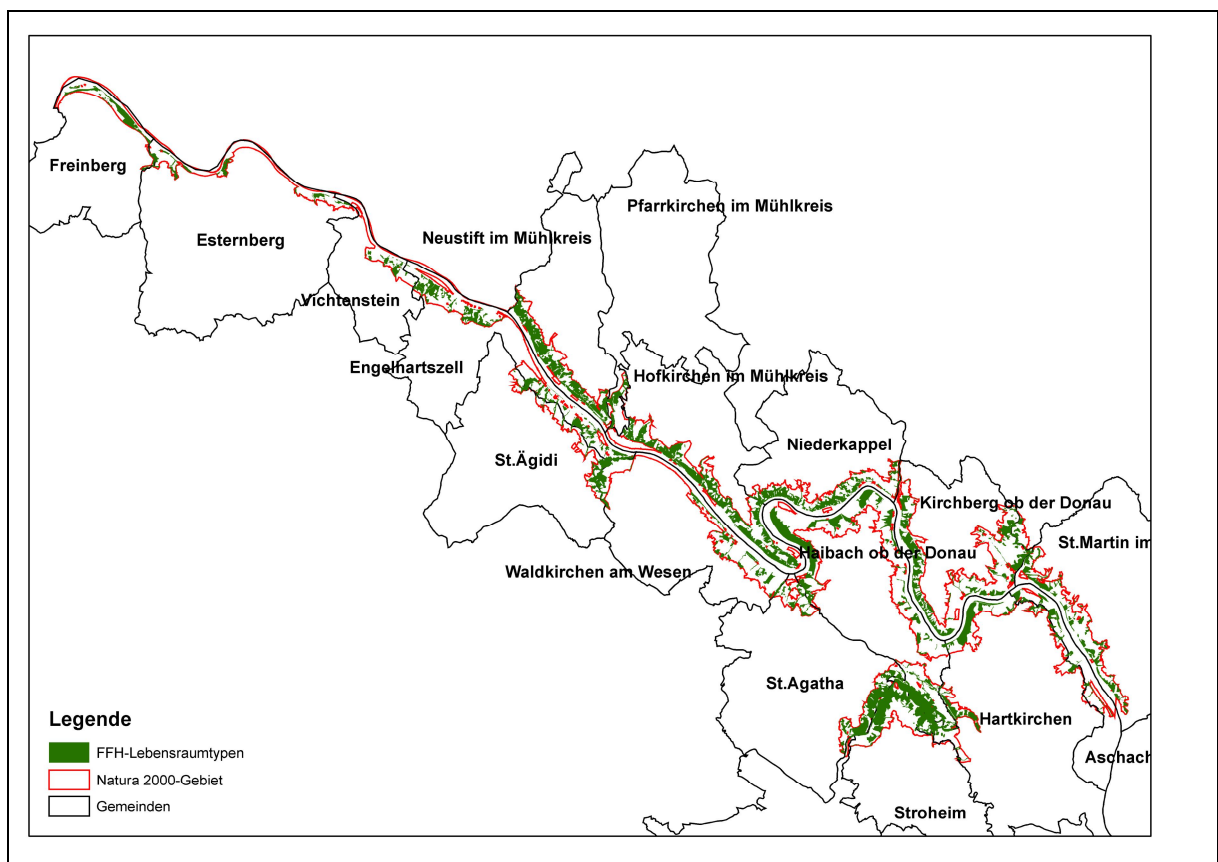 Freinberg
Pfarrkirchen im Mühlkreis
Esternberg
Neustift im Mühlkreis
Vichtenstein
Engelhartszell
Hofkirchen im Mühlkreis
Niederkappel
St.Ägidi
Kirchberg ob der Donau
St.Martin im
Haibach ob der Donau
Waldkirchen am Wesen
St.Agatha
Hartkirchen
Aschach
Stroheim
Legende
FFH-Lebensraumtypen
Natura 2000-Gebiet
Gemeinden